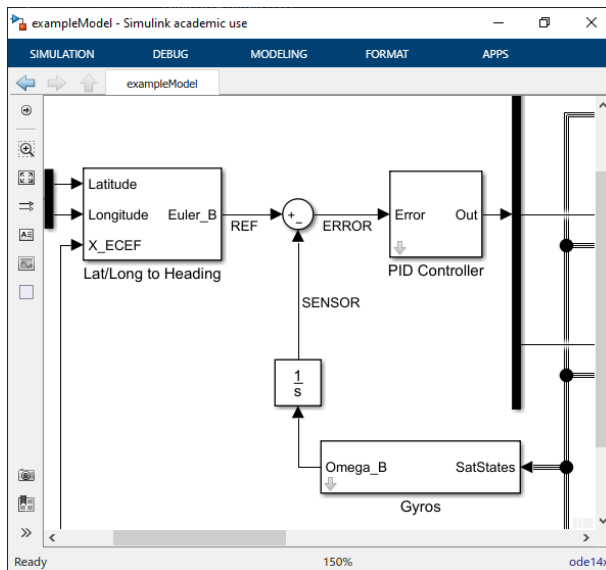 exampleModel - Simulink academic use
SIMULATION DEBUG MODELING FORMAT APPS
exampleModel
Latitude
Longitude Euler_B
X_ECEF
Lat/Long to Heading
REF
+
-
ERROR
Error Out
PID Controller
SENSOR
1
s
Omega_B SatStates
Gyros
Ready 150% ode14x